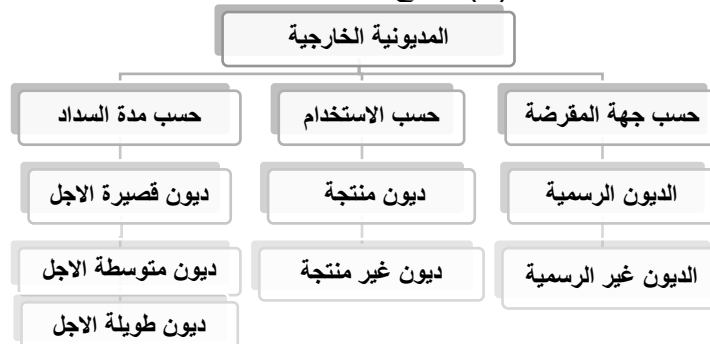 المديونية الخارجية
حسب جهة المقرضة
حسب الاستخدام
حسب مدة السداد
الديون الرسمية
ديون منتجة
ديون قصيرة الاجل
الديون غير الرسمية
ديون غير منتجة
ديون متوسطة الاجل
ديون طويلة الاجل